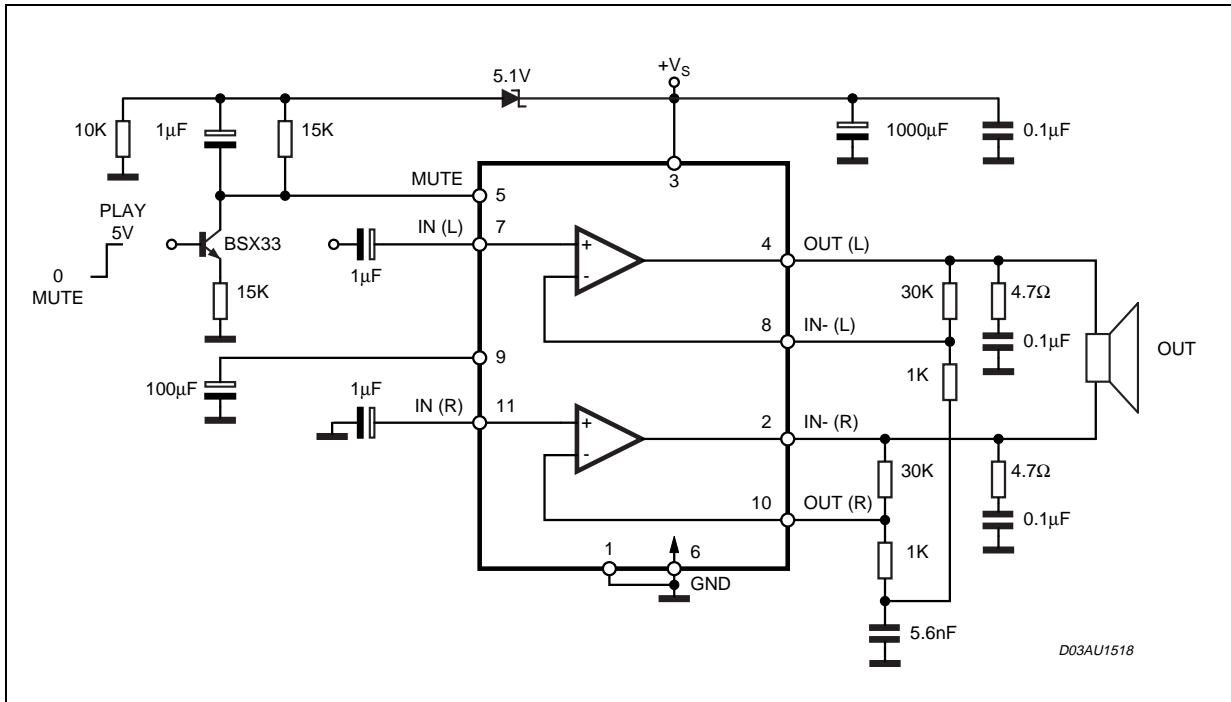 5.1V
+VS
10K
1μF
15K
1000μF
0.1μF
3
MUTE
5
PLAY
5V
IN (L)
7
BSX33
1μF
4
OUT (L)
0
MUTE
15K
30K
4.7Ω
8
IN- (L)
0.1μF
OUT
9
100μF
1μF
1K
IN (R)
11
2
IN- (R)
30K
4.7Ω
10
OUT (R)
0.1μF
1
6
1K
GND
5.6nF
D03AU1518
+
-
+
-